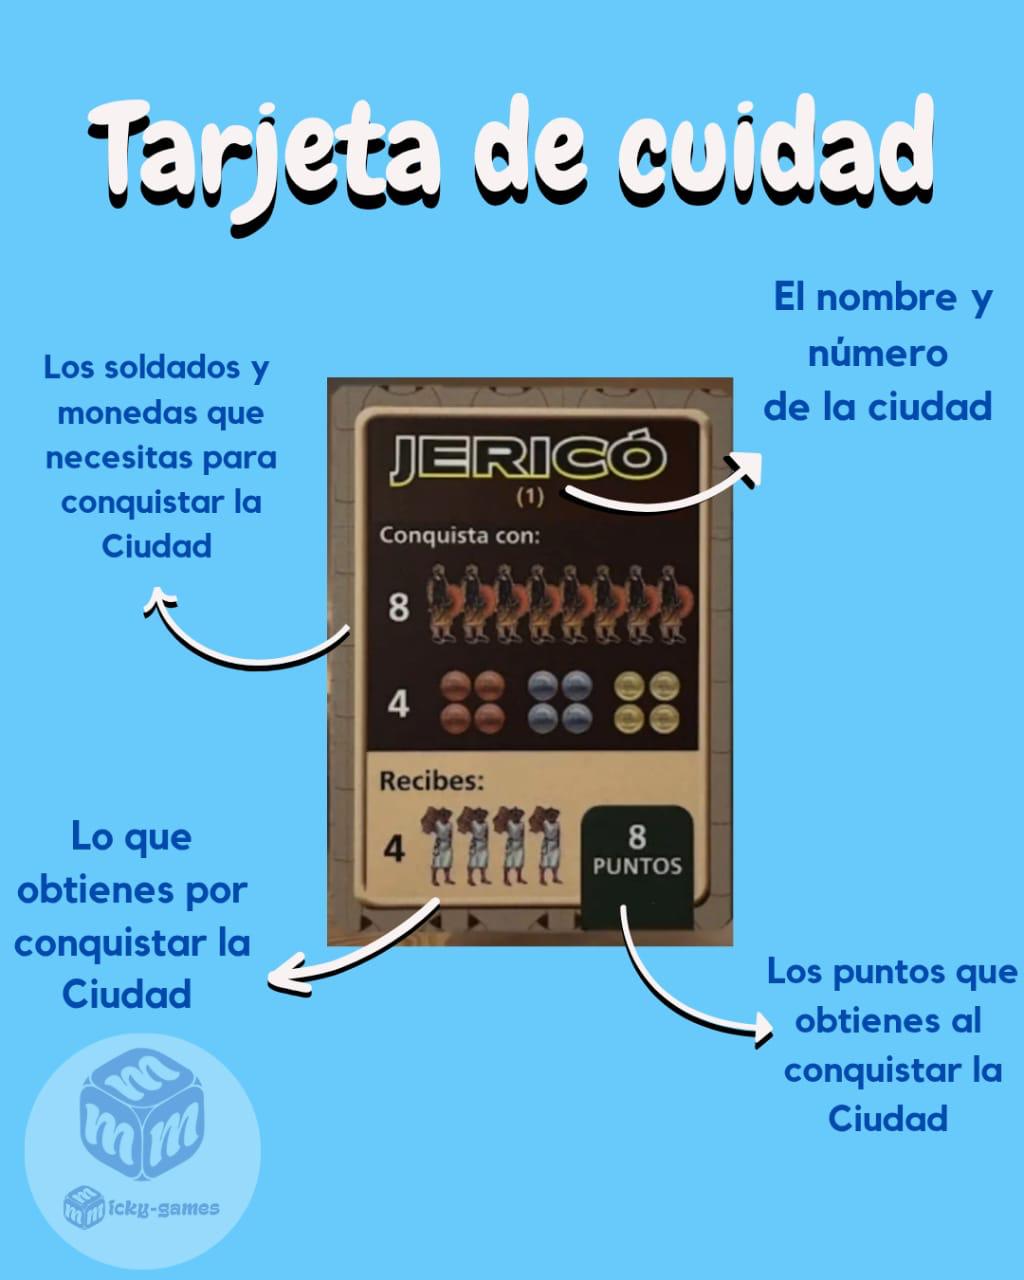 Tarjeta de cuidad
El nombre y
número
de la ciudad
Los soldados y
monedas que
necesitas para
conquistar la
Ciudad
JERICÓ
(1)
Conquista con:
8
4
Recibes:
4
8
PUNTOS
Lo que
obtienes por
conquistar la
Ciudad
Los puntos que
obtienes al
conquistar la
Ciudad
m
m m
m
m m icky-games